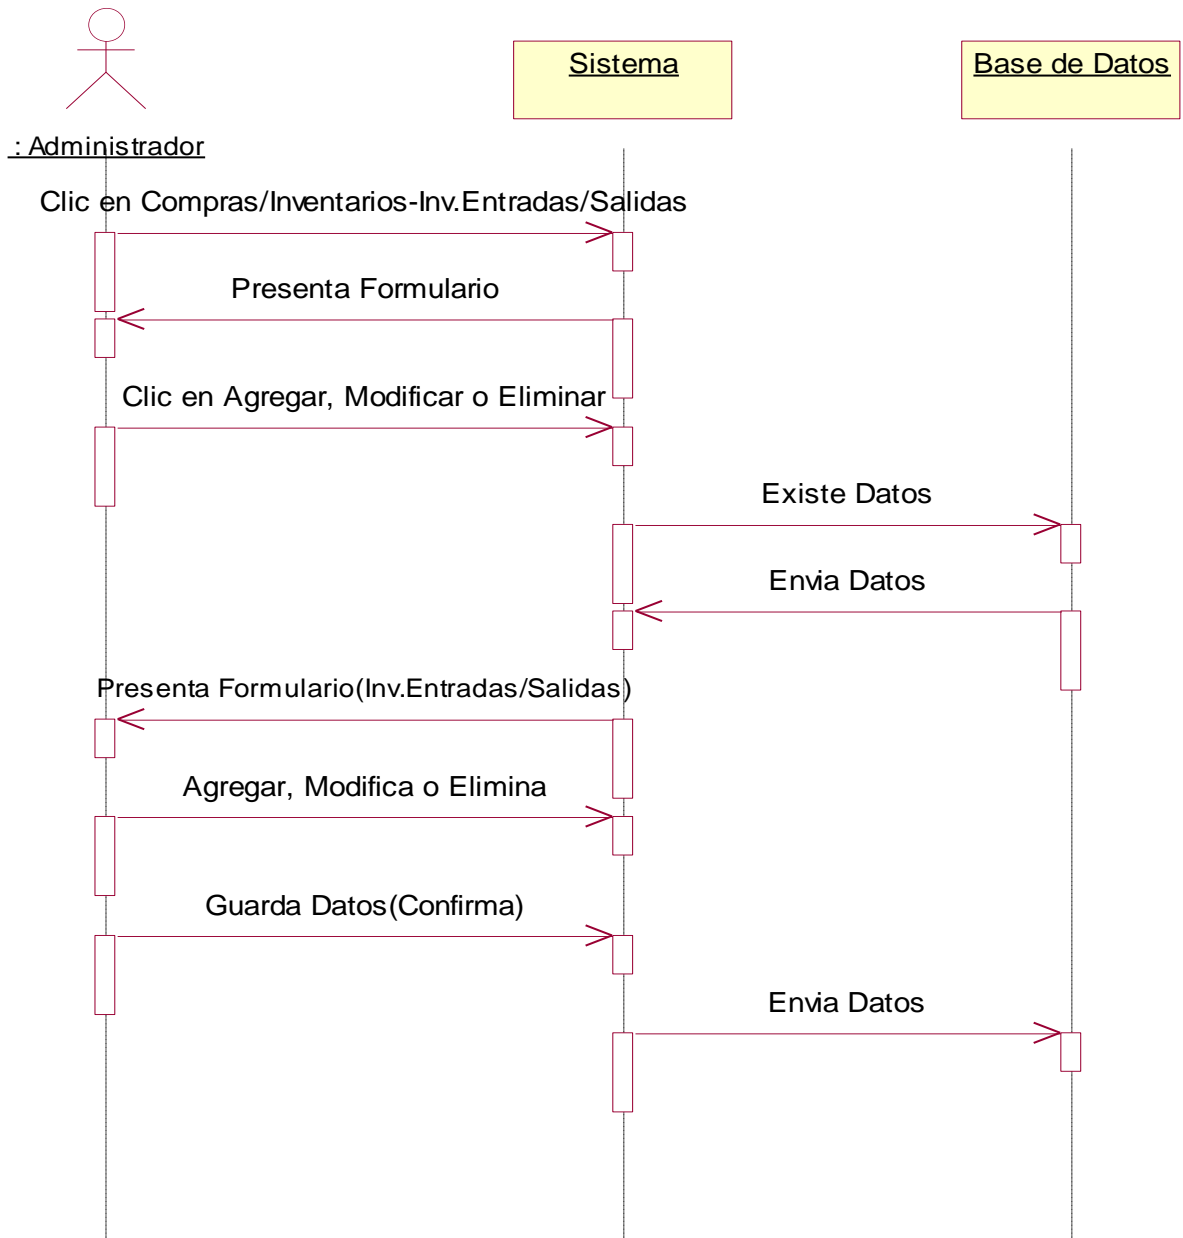 Sistema
Base de Datos
: Administrador
Clic en Compras/Inventarios-Inv.Entradas/Salidas
Presenta Formulario
Clic en Agregar, Modificar o Eliminar
Existe Datos
Envia Datos
Presenta Formulario(Inv.Entradas/Salidas)
Agregar, Modifica o Elimina
Guarda Datos(Confirma)
Envia Datos